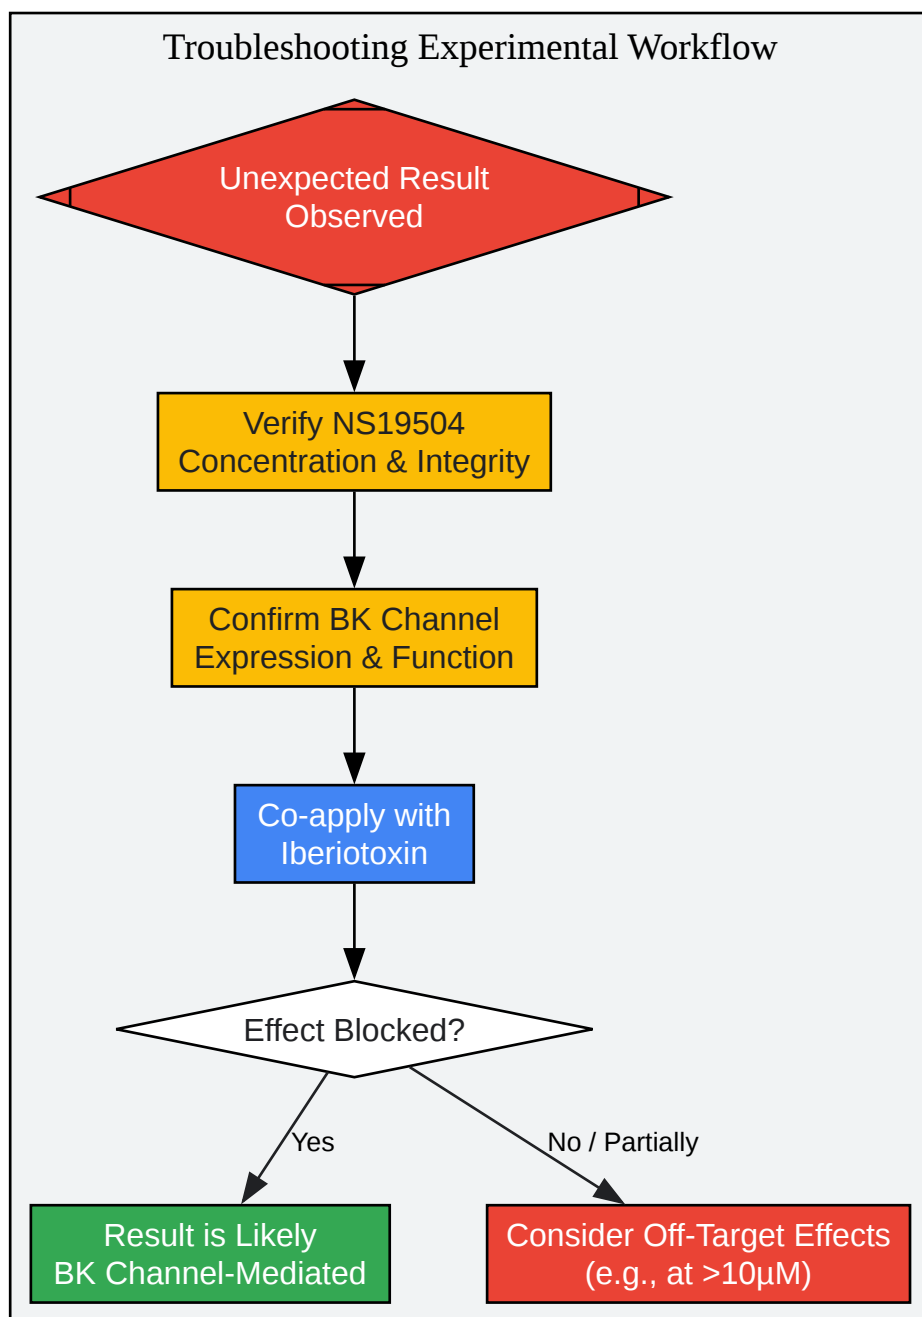 Troubleshooting Experimental Workflow
Unexpected Result
Observed
Verify NS19504
Concentration & Integrity
Confirm BK Channel
Expression & Function
Co-apply with
Iberiotoxin
Effect Blocked?
Yes
No / Partially
Result is Likely
BK Channel-Mediated
Consider Off-Target Effects
(e.g., at >10µM)